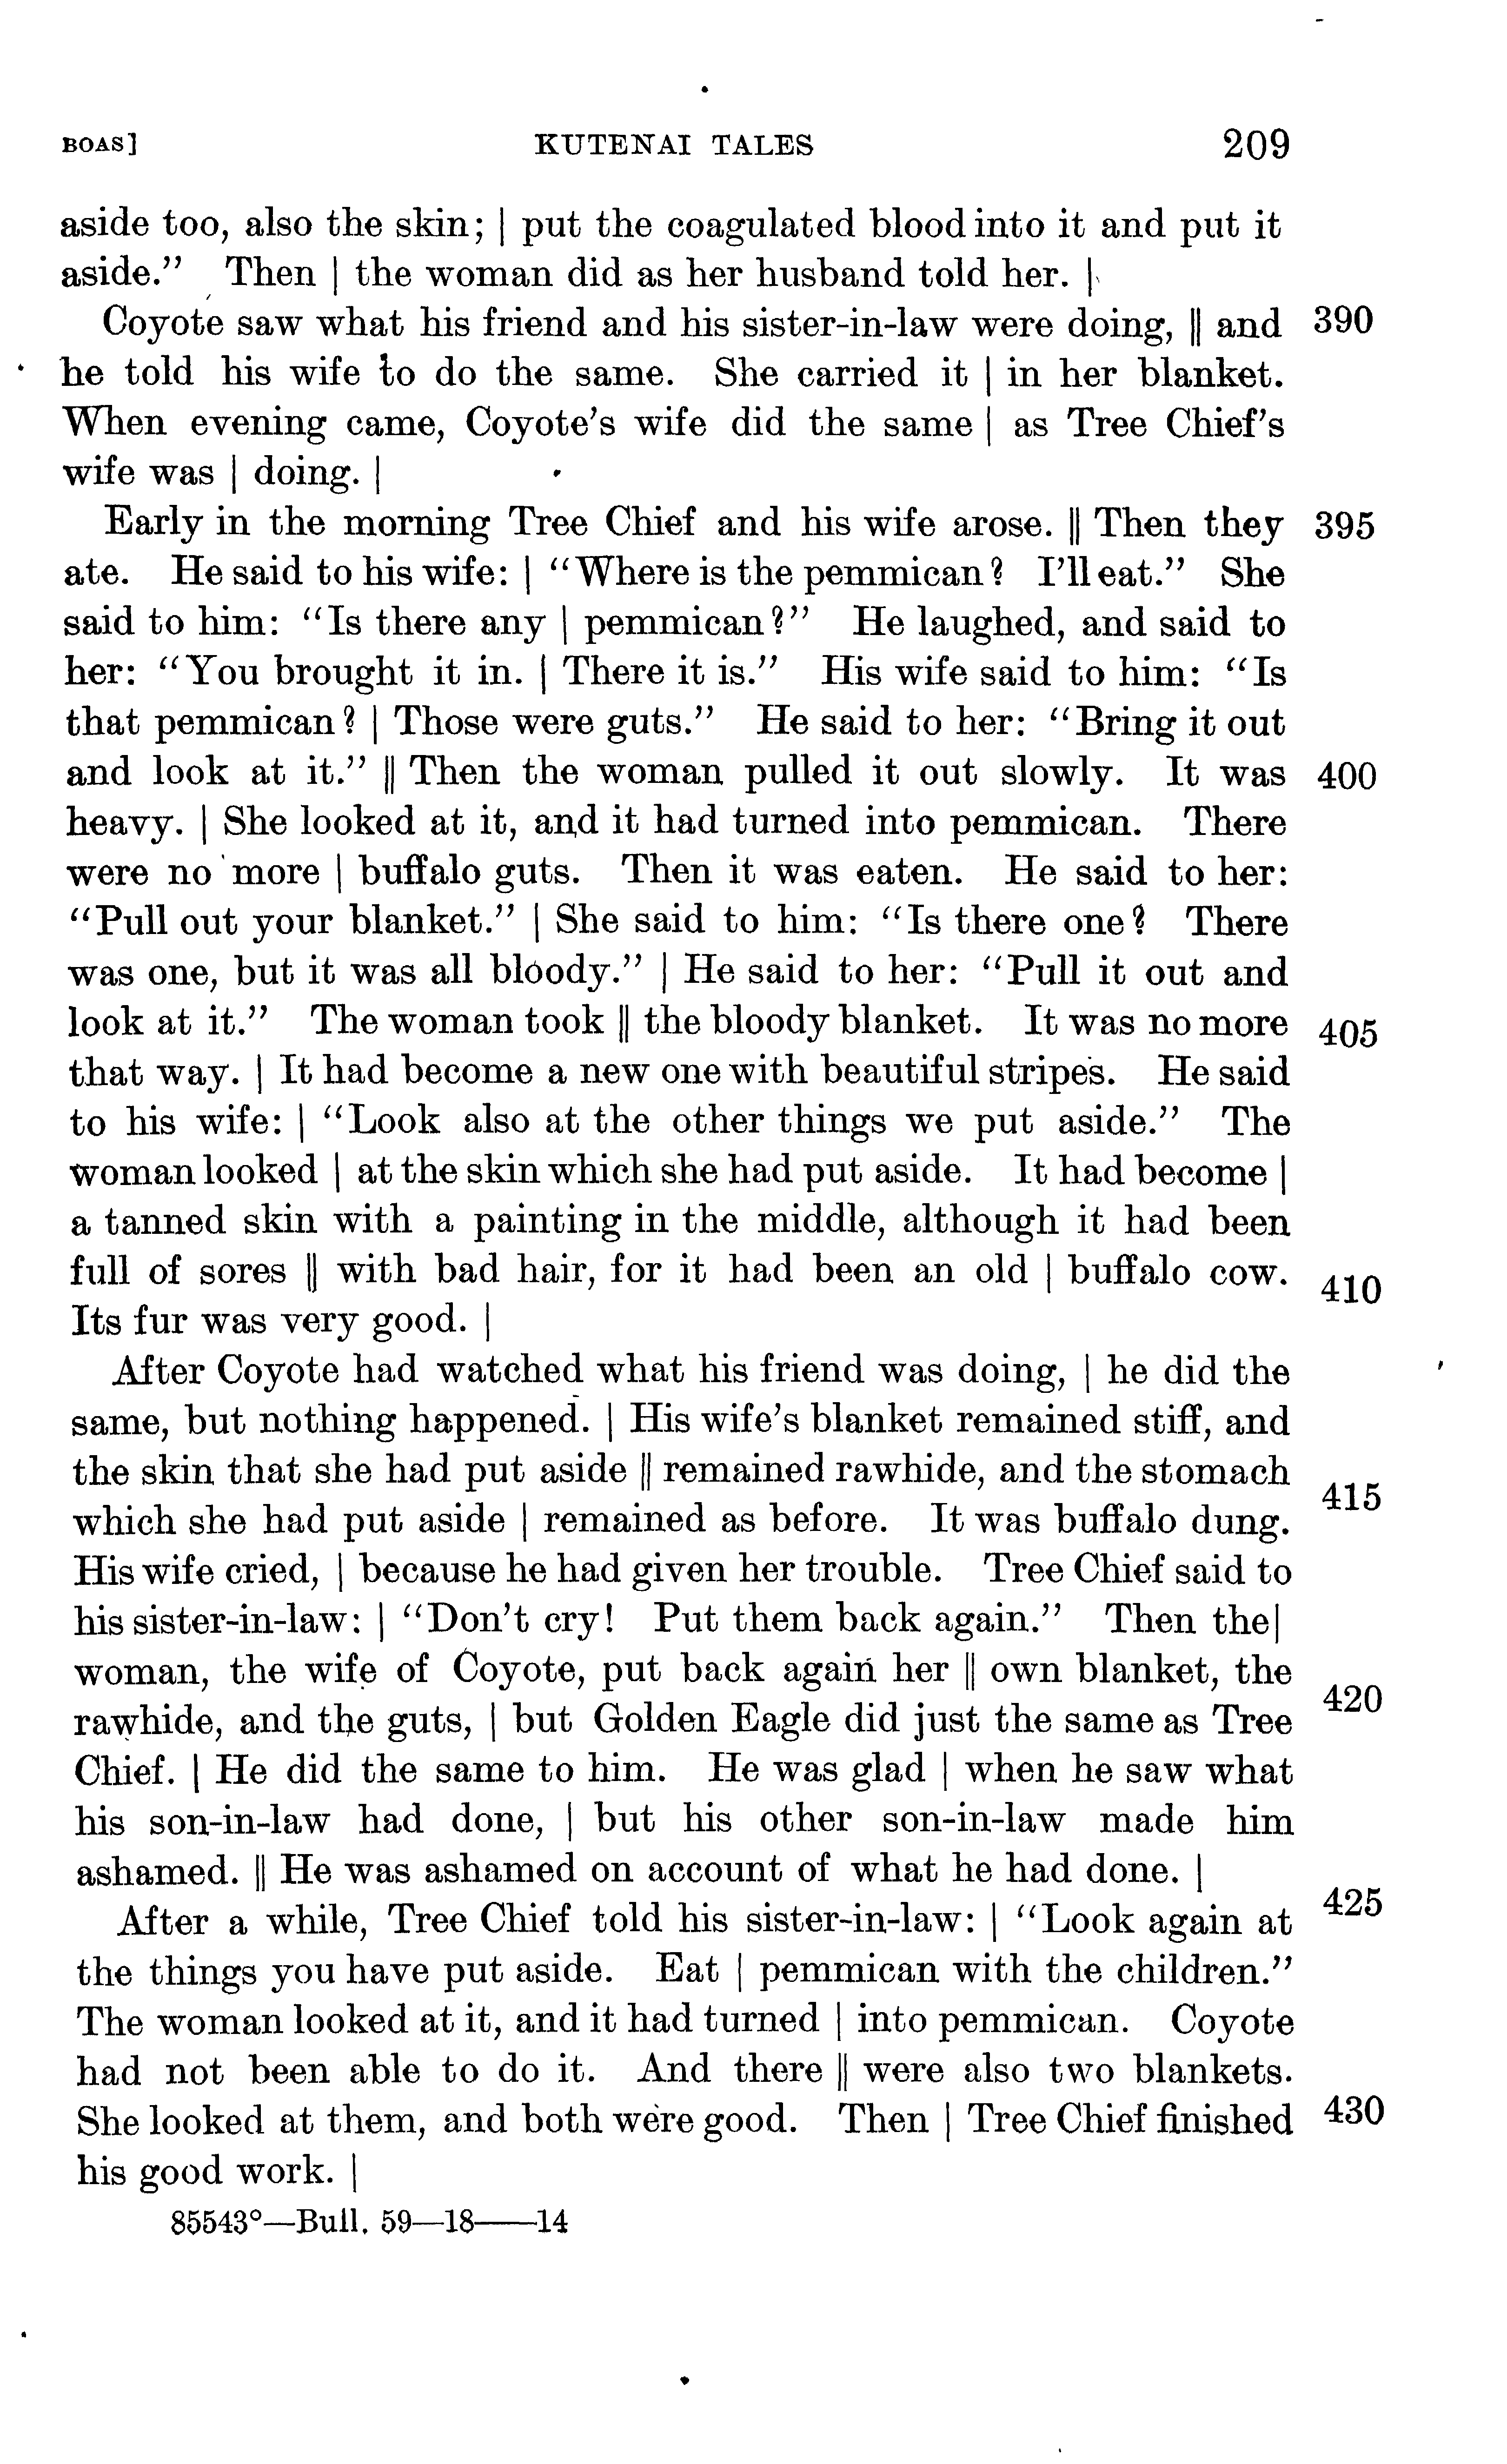 BOAS] KUTENAI TALES 209
aside too, also the skin; | put the coagulated blood into it and put it
aside.” Then | the woman did as her husband told her. |
Coyote saw what his friend and his sister-in-law were doing, || and 390
he told his wife to do the same. She carried it | in her blanket.
When evening came, Coyote’s wife did the same | as Tree Chief’s
wife was | doing. |
Early in the morning Tree Chief and his wife arose. || Then they 395
ate. He said to his wife: | “Where is the pemmican? I’ll eat.” She
said to him: “Is there any | pemmican?” He laughed, and said to
her: “You brought it in. | There it is.” His wife said to him: “Is
that pemmican? | Those were guts.” He said to her: “Bring it out
and look at it.” || Then the woman pulled it out slowly. It was 400
heavy. | She looked at it, and it had turned into pemmican. There
were no more | buffalo guts. Then it was eaten. He said to her:
“Pull out your blanket.” | She said to him: “Is there one? There
was one, but it was all bloody.” | He said to her: “Pull it out and
look at it.” The woman took || the bloody blanket. It was no more 405
that way. | It had become a new one with beautiful stripes. He said
to his wife: | “Look also at the other things we put aside.” The
woman looked | at the skin which she had put aside. It had become |
a tanned skin with a painting in the middle, although it had been
full of sores || with bad hair, for it had been an old | buffalo cow. 410
Its fur was very good. |
After Coyote had watched what his friend was doing, | he did the
same, but nothing happened. | His wife’s blanket remained stiff, and
the skin that she had put aside || remained rawhide, and the stomach 415
which she had put aside | remained as before. It was buffalo dung.
His wife cried, | because he had given her trouble. Tree Chief said to
his sister-in-law: | “Don’t cry! Put them back again.” Then the|
woman, the wife of Coyote, put back again her || own blanket, the 420
rawhide, and the guts, | but Golden Eagle did just the same as Tree
Chief. | He did the same to him. He was glad | when he saw what
his son-in-law had done, | but his other son-in-law made him
ashamed. || He was ashamed on account of what he had done. | 425
After a while, Tree Chief told his sister-in-law: | “Look again at
the things you have put aside. Eat | pemmican with the children.”
The woman looked at it, and it had turned | into pemmican. Coyote
had not been able to do it. And there || were also two blankets. 430
She looked at them, and both were good. Then | Tree Chief finished
his good work. |
85543°—Bull. 59—18——14